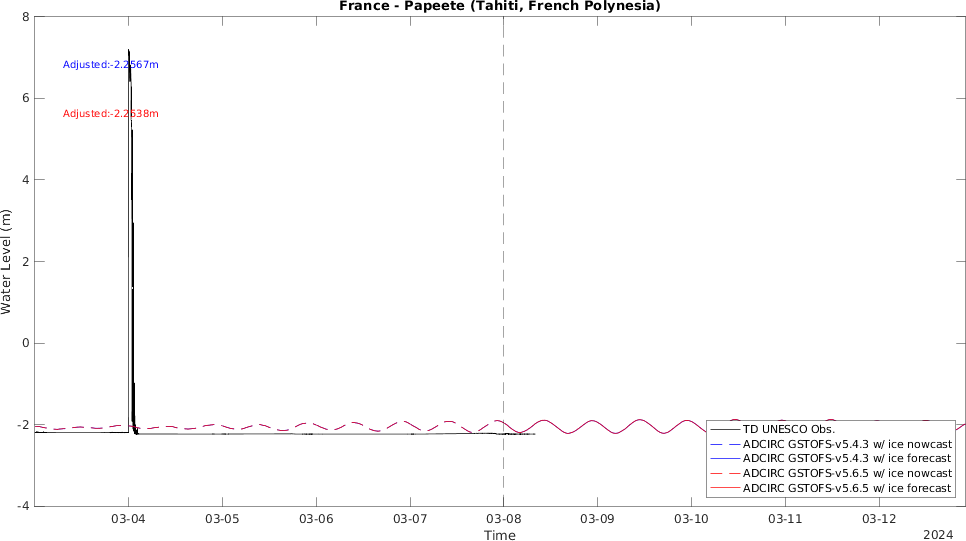 France - Papeete (Tahiti, French Polynesia)
8
6
4
2
0
-2
-4
Water Level (m)
Adjusted:-2.2567m
Adjusted:-2.2638m
TD UNESCO Obs.
ADCIRC GSTOFS-v5.4.3 w/ ice nowcast
ADCIRC GSTOFS-v5.4.3 w/ ice forecast
ADCIRC GSTOFS-v5.6.5 w/ ice nowcast
ADCIRC GSTOFS-v5.6.5 w/ ice forecast
03-04 03-05 03-06 03-07 03-08 03-09 03-10 03-11 03-12
Time
2024